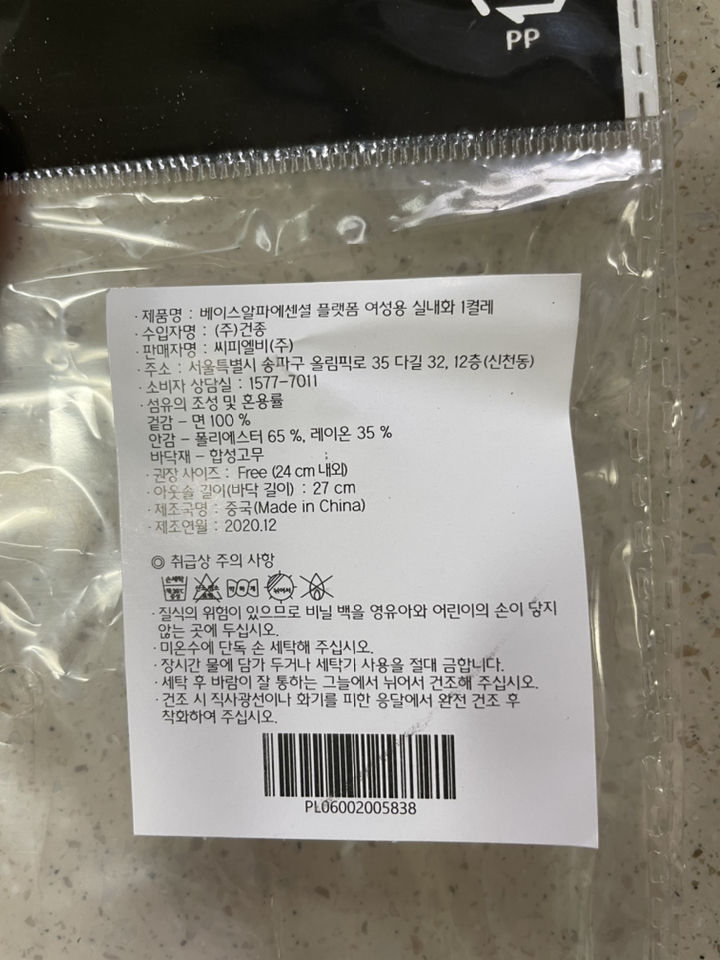 PP
· 제품명 : 베이스알파에센셜 플랫폼 여성용 실내화 1켤레
· 수입자명 : (주)건종
· 판매자명 : 씨피엘비(주)
· 주소 : 서울특별시 송파구 올림픽로 35 다길 32, 12층(신천동)
· 소비자 상담실 : 1577-7011
· 섬유의 조성 및 혼용률
겉감 – 면 100 %
안감 – 폴리에스터 65 %, 레이온 35 %
바닥재 – 합성고무
· 권장 사이즈 : Free (24 cm 내외)
· 아웃솔 길이(바닥 길이) : 27 cm
· 제조국명 : 중국(Made in China)
· 제조연월 : 2020.12
◎ 취급상 주의 사항
손세탁
· 질식의 위험이 있으므로 비닐 백을 영유아와 어린이의 손이 닿지
않는 곳에 두십시오.
· 미온수에 단독 손 세탁해 주십시오.
· 장시간 물에 담가 두거나 세탁기 사용을 절대 금합니다.
· 세탁 후 바람이 잘 통하는 그늘에서 뉘어서 건조해 주십시오.
· 건조 시 직사광선이나 화기를 피한 응달에서 완전 건조 후
착화하여 주십시오.
PL06002005838